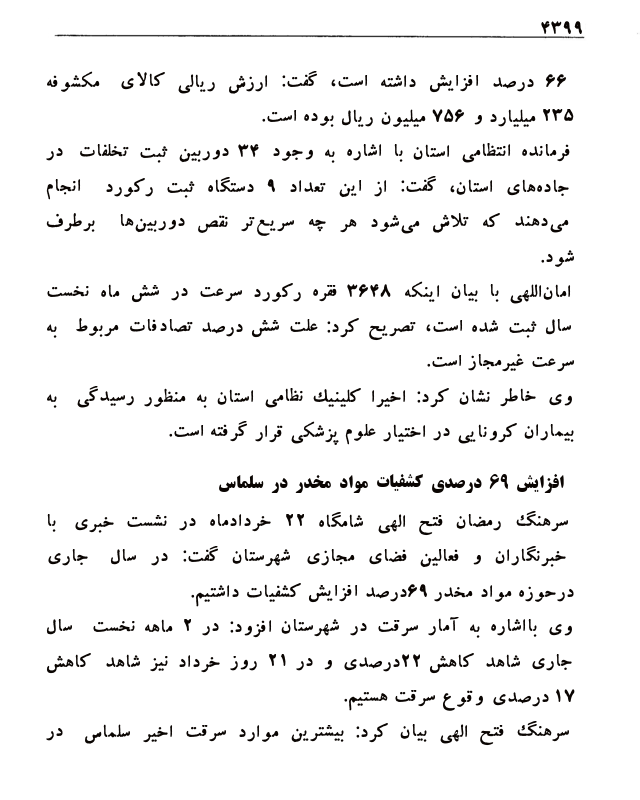 ۴۳۹۹
۶۶ درصد افزایش داشته است، گفت: ارزش ریالی کالای مکشوفه
۲۳۵ میلیارد و ۷۵۶ میلیون ریال بوده است.
فرمانده انتظامی استان با اشاره به وجود ۳۴ دوربین ثبت تخلفات در
جاده‌های استان، گفت: از این تعداد ۹ دستگاه ثبت رکورد انجام
می‌دهند که تلاش می‌شود هر چه سریع‌تر نقص دوربین‌ها برطرف
شود.
امان‌اللهی با بیان اینکه ۳۶۴۸ فقره رکورد سرعت در شش ماه نخست
سال ثبت شده است، تصریح کرد: علت شش درصد تصادفات مربوط به
سرعت غیرمجاز است.
وی خاطر نشان کرد: اخیرا کلینیک نظامی استان به منظور رسیدگی به
بیماران کرونایی در اختیار علوم پزشکی قرار گرفته است.
افزایش ۶۹ درصدی کشفیات مواد مخدر در سلماس
سرهنگ رمضان فتح الهی شامگاه ۲۲ خردادماه در نشست خبری با
خبرنگاران و فعالین فضای مجازی شهرستان گفت: در سال جاری
درحوزه مواد مخدر ۶۹درصد افزایش کشفیات داشتیم.
وی بااشاره به آمار سرقت در شهرستان افزود: در ۲ ماهه نخست سال
جاری شاهد کاهش ۲۲درصدی و در ۲۱ روز خرداد نیز شاهد کاهش
۱۷ درصدی وقوع سرقت هستیم.
سرهنگ فتح الهی بیان کرد: بیشترین موارد سرقت اخیر سلماس در